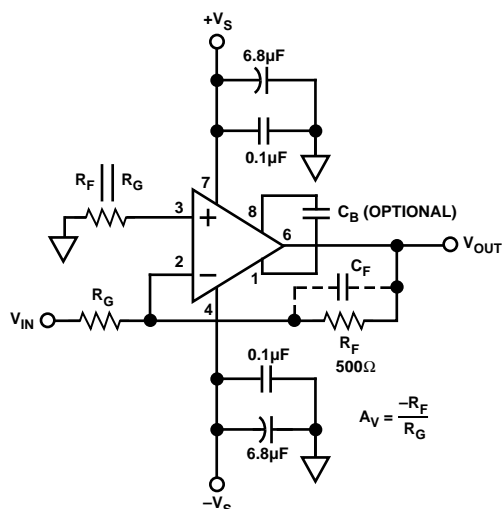 +VS
6.8µF
0.1µF
RF
RG
7
3
+
8
CB (OPTIONAL)
6
VOUT
2
−
1
CF
RG
4
VIN
RF
500Ω
0.1µF
AV = −RF
RG
6.8µF
−VS